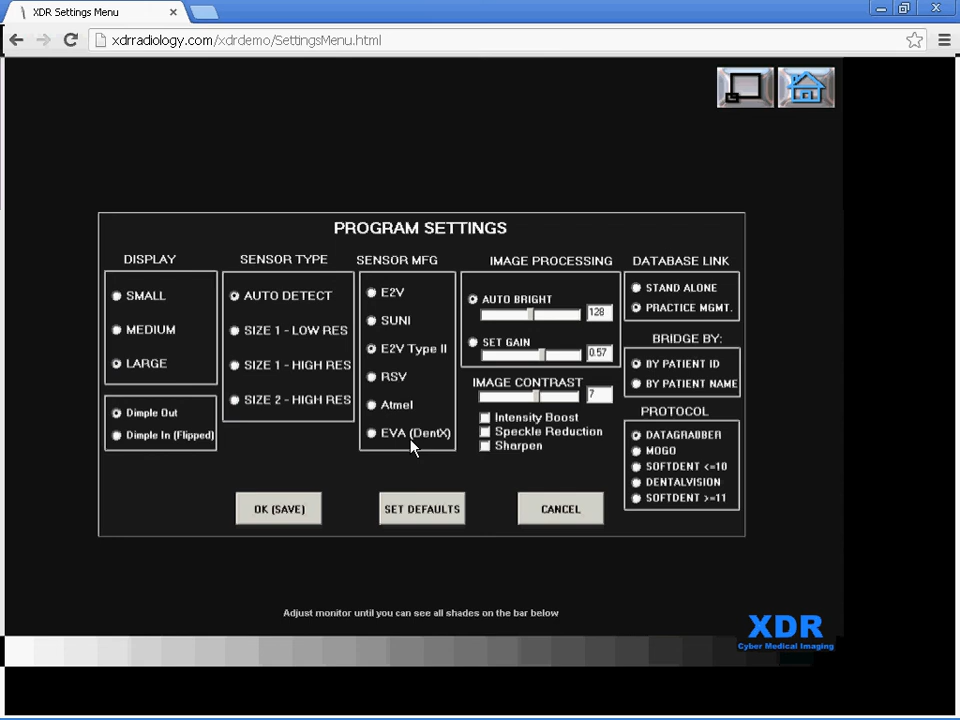 XDR Settings Menu
xdrradiology.com/xdrdemo/SettingsMenu.html
PROGRAM SETTINGS
DISPLAY
SMALL
MEDIUM
LARGE
Dimple Out
Dimple In (Flipped)
SENSOR TYPE
AUTO DETECT
SIZE 1 - LOW RES
SIZE 1 - HIGH RES
SIZE 2 - HIGH RES
SENSOR MFG
E2V
SUNI
E2V Type II
RSV
Atmel
EVA (DentX)
IMAGE PROCESSING
AUTO BRIGHT
128
SET GAIN
0.57
IMAGE CONTRAST
7
Intensity Boost
Speckle Reduction
Sharpen
DATABASE LINK
STAND ALONE
PRACTICE MGMT.
BRIDGE BY:
BY PATIENT ID
BY PATIENT NAME
PROTOCOL
DATAGRABBER
MOGO
SOFTDENT <=10
DENTALVISION
SOFTDENT >=11
OK (SAVE)
SET DEFAULTS
CANCEL
Adjust monitor until you can see all shades on the bar below
XDR
Cyber Medical Imaging